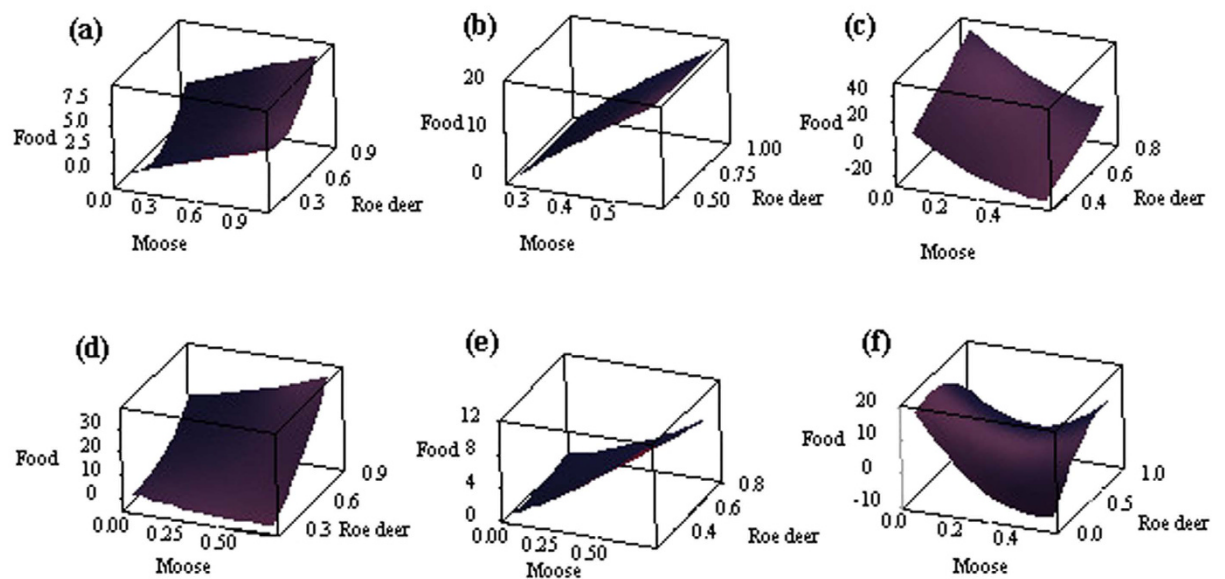 (a)
7.5
5.0
Food 2.5
0.0
0.0 0.3 0.6 0.9
Moose
0.3 0.6 0.9
Roe deer
(b)
20
Food 10
0
0.3 0.4 0.5
Moose
0.50 0.75 1.00
Roe deer
(c)
40
20
Food 0
-20
0.0 0.2 0.4
Moose
0.4 0.6 0.8
Roe deer
(d)
30
20
Food 10
0
0.00 0.25 0.50
Moose
0.3 0.6 0.9
Roe deer
(e)
12
Food 8
4
0
0.00 0.25 0.50
Moose
0.4 0.6 0.8
Roe deer
(f)
20
Food 10
0
-10
0.0 0.2 0.4
Moose
0.0 0.5 1.0
Roe deer